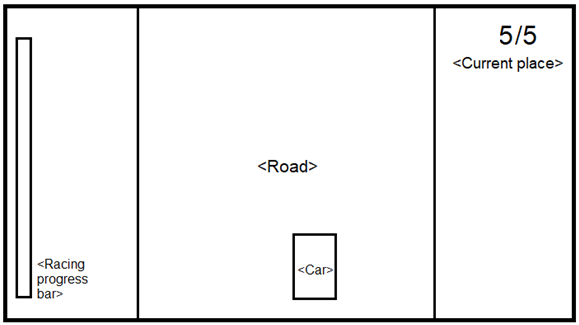 5/5
<Current place>
<Road>
<Car>
<Racing
progress
bar>